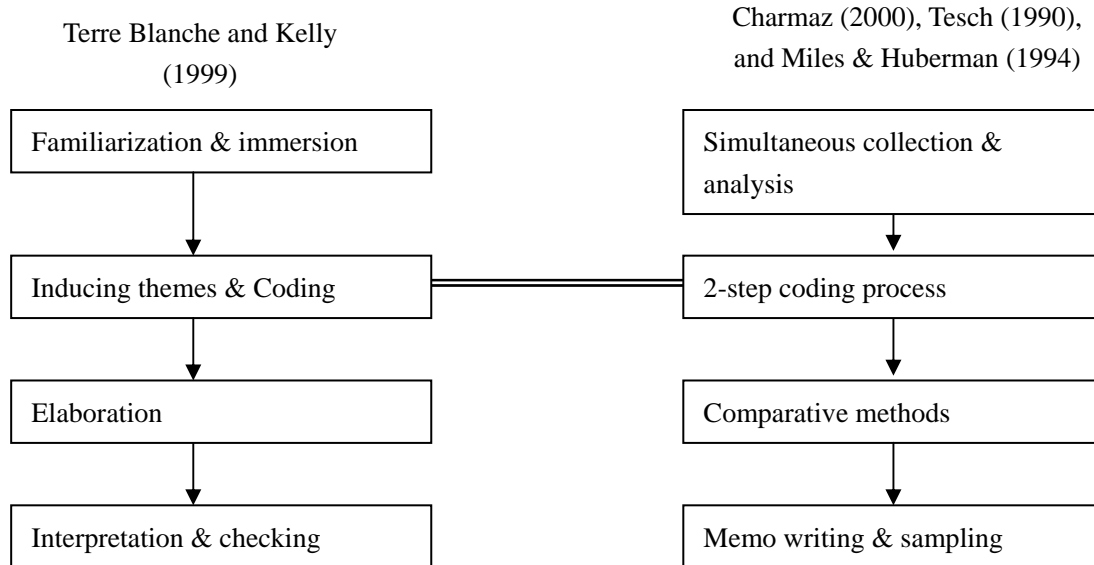 Terre Blanche and Kelly
(1999)
Charmaz (2000), Tesch (1990),
and Miles & Huberman (1994)
Familiarization & immersion
Simultaneous collection &
analysis
Inducing themes & Coding
2-step coding process
Elaboration
Comparative methods
Interpretation & checking
Memo writing & sampling